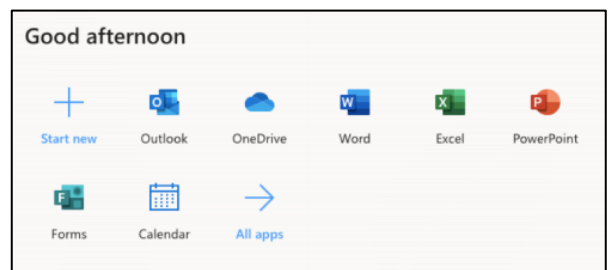 Good afternoon
Start new Outlook OneDrive Word Excel PowerPoint
Forms Calendar All apps